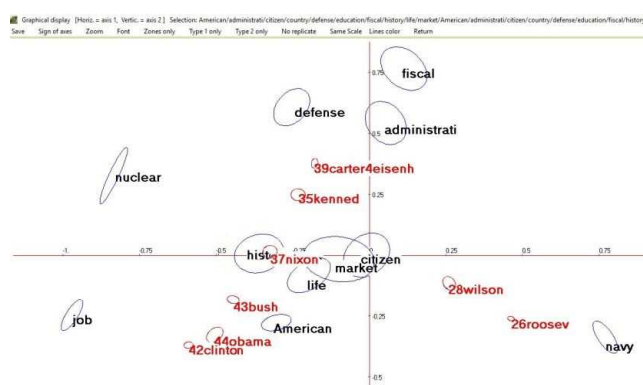 Graphical display [Horiz. = axis 1, Vertic. = axis 2 ] Selection: American/administrati/citizen/country/defense/education/fiscal/history/life/market/American/administrati/citizen/country/defense/education/fiscal/history
Save Sign of axes Zoom Font Zones only Type 1 only Type 2 only No replicate Same Scale Lines color Return
0.75
fiscal
defense
0.5
administrati
39carter4eisenh
nuclear
0.25
35kenned
-1 -0.75 -0.5 0.25 0.5 0.75
hist
37nixon
citizen
market
life
28wilson
43bush
job
-0.25
26roosev
American
44obama
42clinton
navy
-0.5